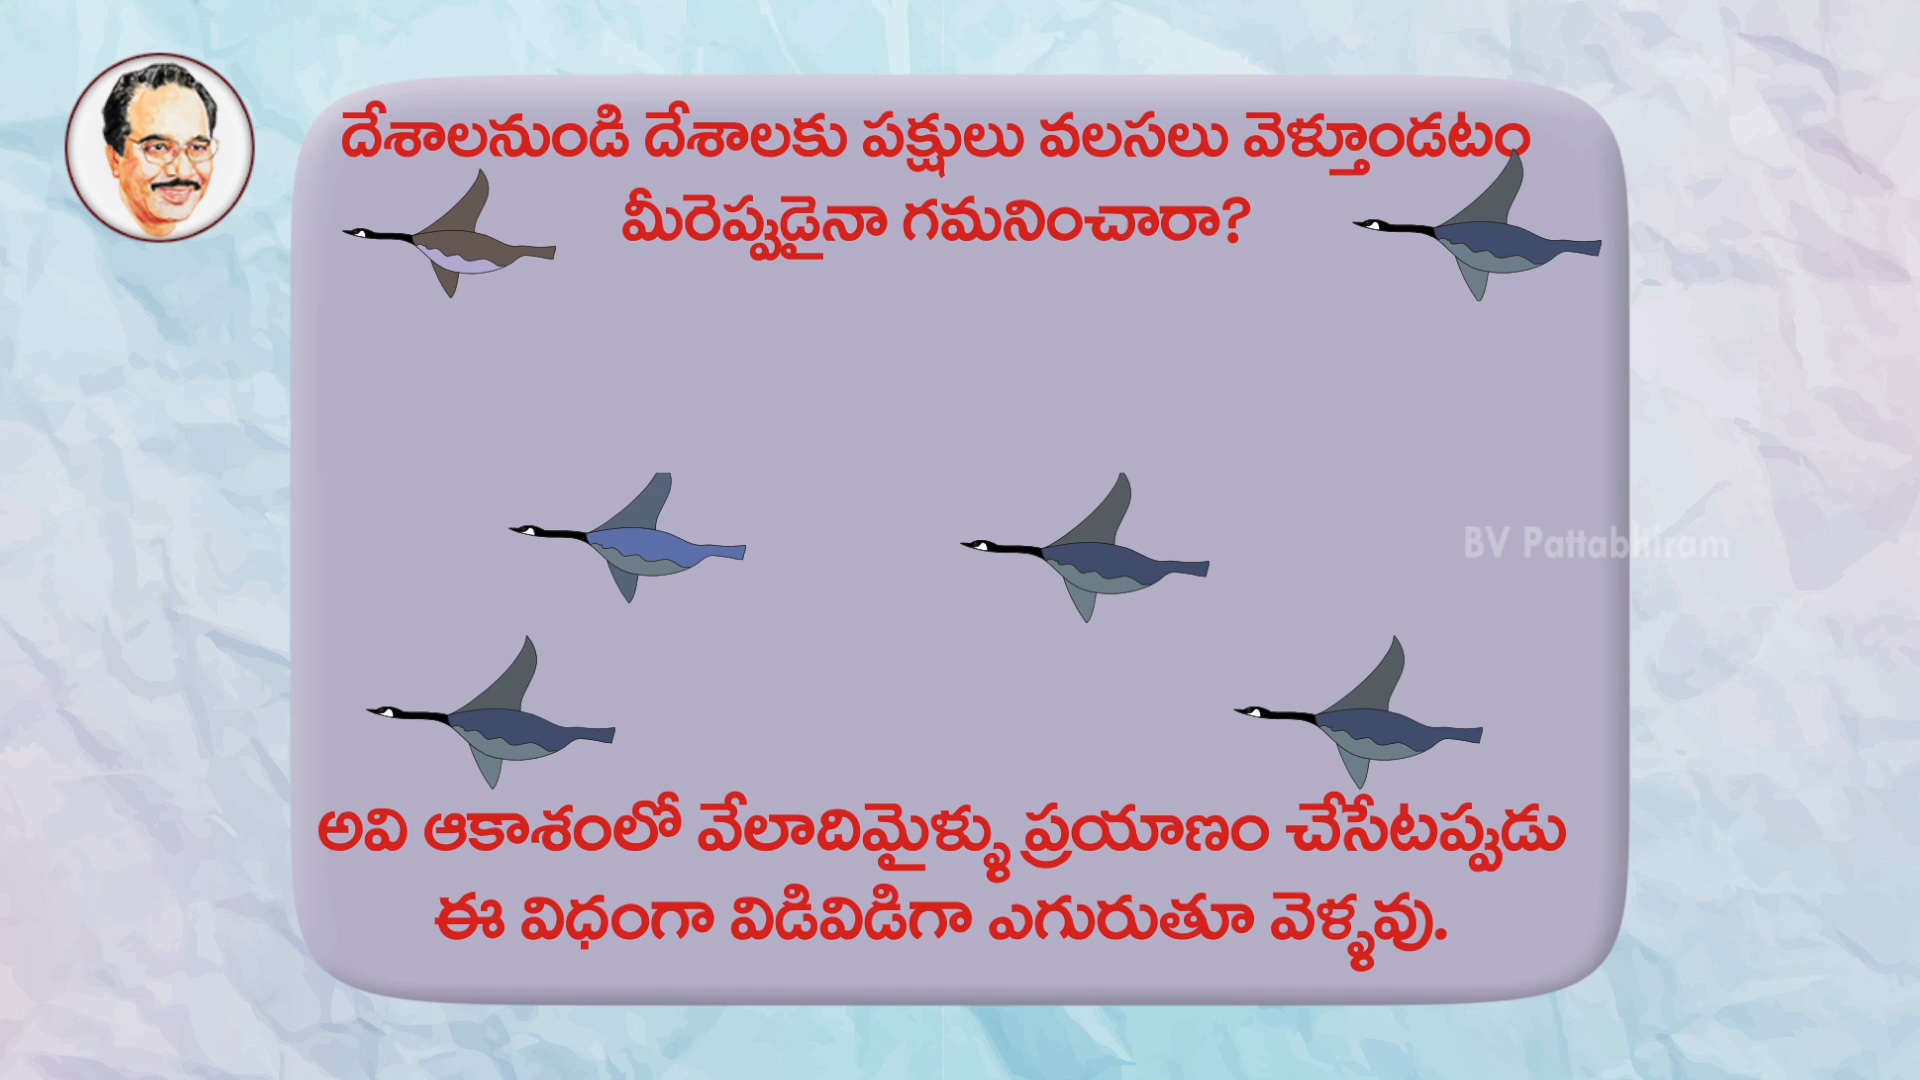 దేశాలనుండి దేశాలకు పక్షులు వలసలు వెళ్తూండటం
మీరెప్పుడైనా గమనించారా?
BV Pattabhiram
అవి ఆకాశంలో వేలాదిమైళ్ళు ప్రయాణం చేసేటప్పుడు
ఈ విధంగా విడివిడిగా ఎగురుతూ వెళ్ళవు.